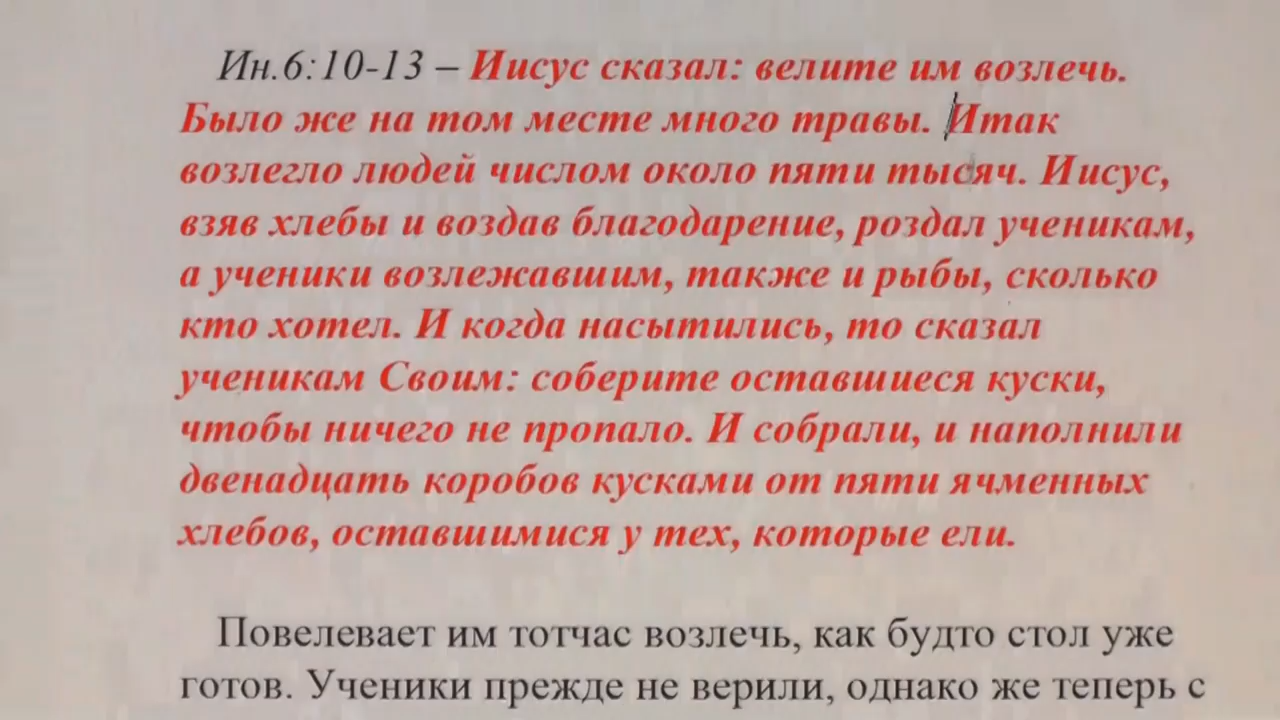 Ин.6:10-13 – Иисус сказал: велите им возлечь.
Было же на том месте много травы. Итак
возлегло людей числом около пяти тысяч. Иисус,
взяв хлебы и воздав благодарение, роздал ученикам,
а ученики возлежавшим, также и рыбы, сколько
кто хотел. И когда насытились, то сказал
ученикам Своим: соберите оставшиеся куски,
чтобы ничего не пропало. И собрали, и наполнили
двенадцать коробов кусками от пяти ячменных
хлебов, оставшимися у тех, которые ели.
Повелевает им тотчас возлечь, как будто стол уже
готов. Ученики прежде не верили, однако же теперь с